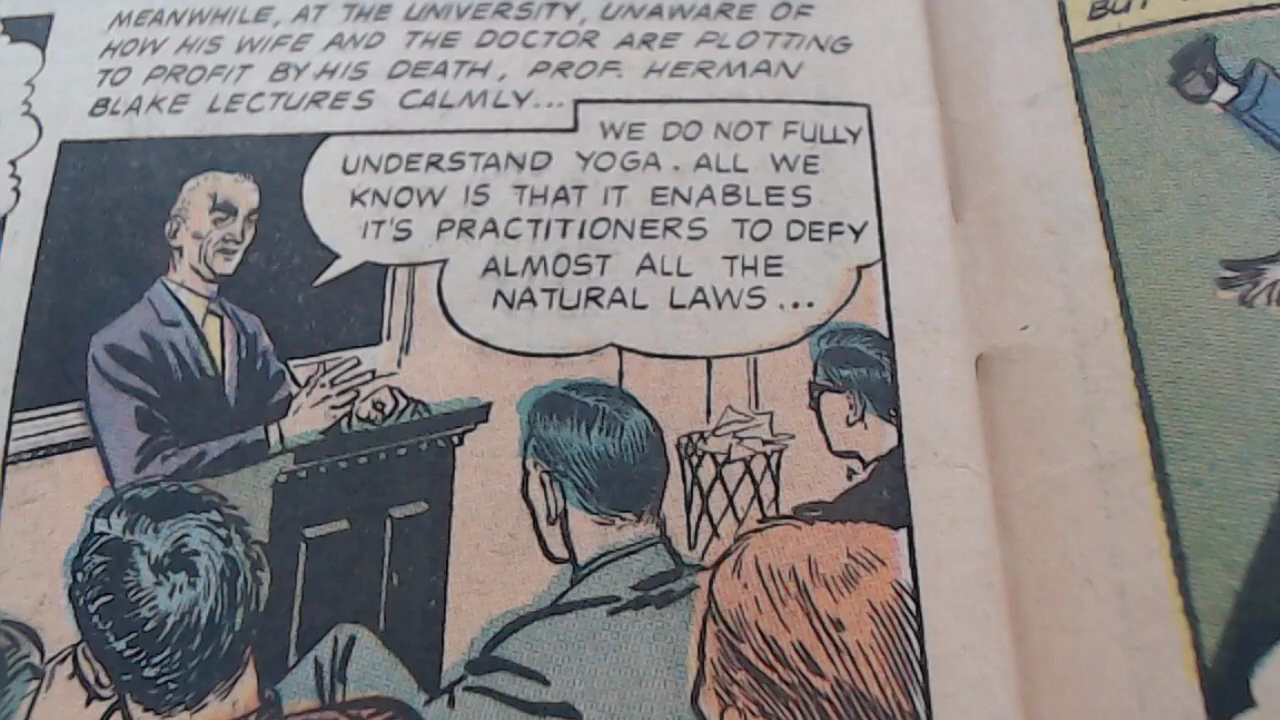 MEANWHILE, AT THE UNIVERSITY, UNAWARE OF
HOW HIS WIFE AND THE DOCTOR ARE PLOTTING
TO PROFIT BY HIS DEATH, PROF. HERMAN
BLAKE LECTURES CALMLY...
WE DO NOT FULLY
UNDERSTAND YOGA. ALL WE
KNOW IS THAT IT ENABLES
IT'S PRACTITIONERS TO DEFY
ALMOST ALL THE
NATURAL LAWS...
BUT